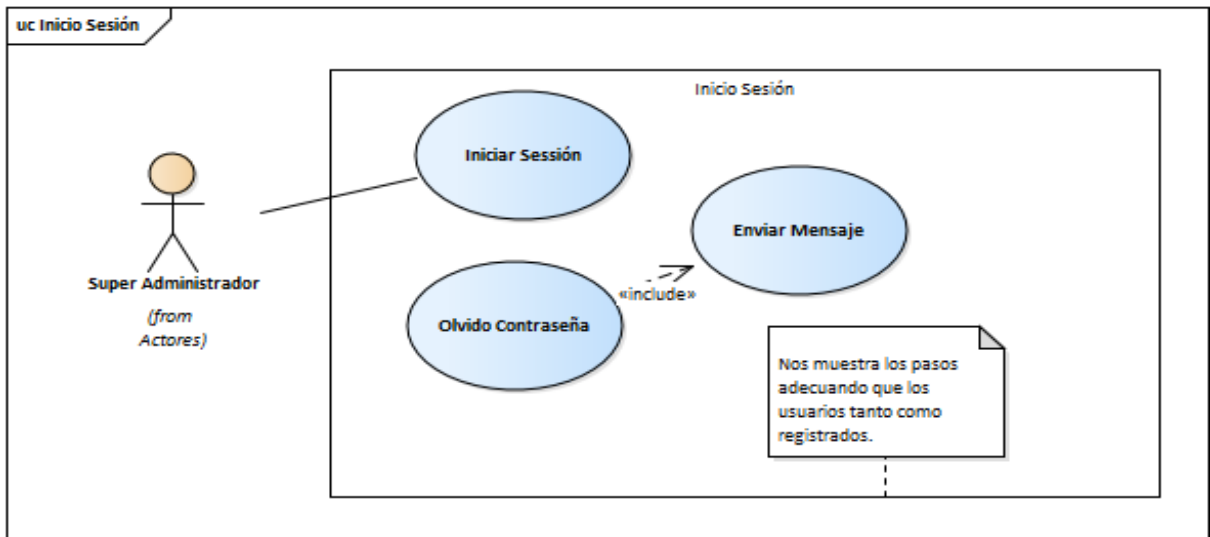 uc Inicio Sesión
Inicio Sesión
Iniciar Sessión
Enviar Mensaje
Super Administrador
(from
Actores)
«include»
Olvido Contraseña
Nos muestra los pasos
adecuando que los
usuarios tanto como
registrados.